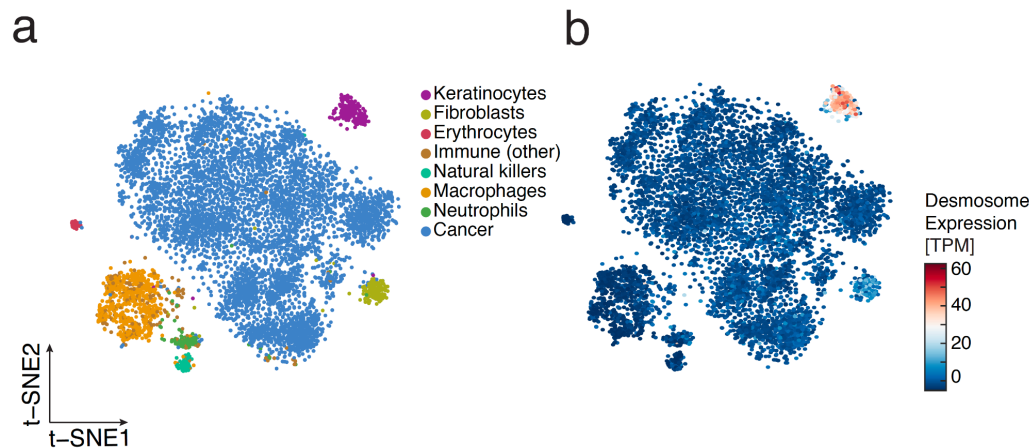 a
b
Keratinocytes
Fibroblasts
Erythrocytes
Immune (other)
Natural killers
Macrophages
Neutrophils
Cancer
t–SNE2
t–SNE1
Desmosome
Expression
[TPM]
60
40
20
0